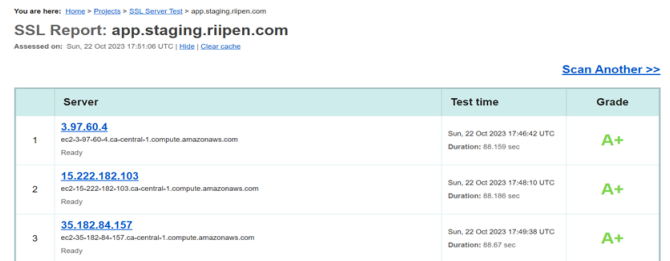 You are here: Home > Projects > SSL Server Test > app.staging.riipen.com
SSL Report: app.staging.riipen.com
Assessed on: Sun, 22 Oct 2023 17:51:06 UTC | Hide | Clear cache
Scan Another >>
Server Test time Grade
1 3.97.60.4 Sun, 22 Oct 2023 17:46:42 UTC A+
ec2-3-97-60-4.ca-central-1.compute.amazonaws.com Duration: 88.159 sec
Ready
2 15.222.182.103 Sun, 22 Oct 2023 17:48:10 UTC A+
ec2-15-222-182-103.ca-central-1.compute.amazonaws.com Duration: 88.186 sec
Ready
3 35.182.84.157 Sun, 22 Oct 2023 17:49:38 UTC A+
ec2-35-182-84-157.ca-central-1.compute.amazonaws.com Duration: 88.67 sec
Ready